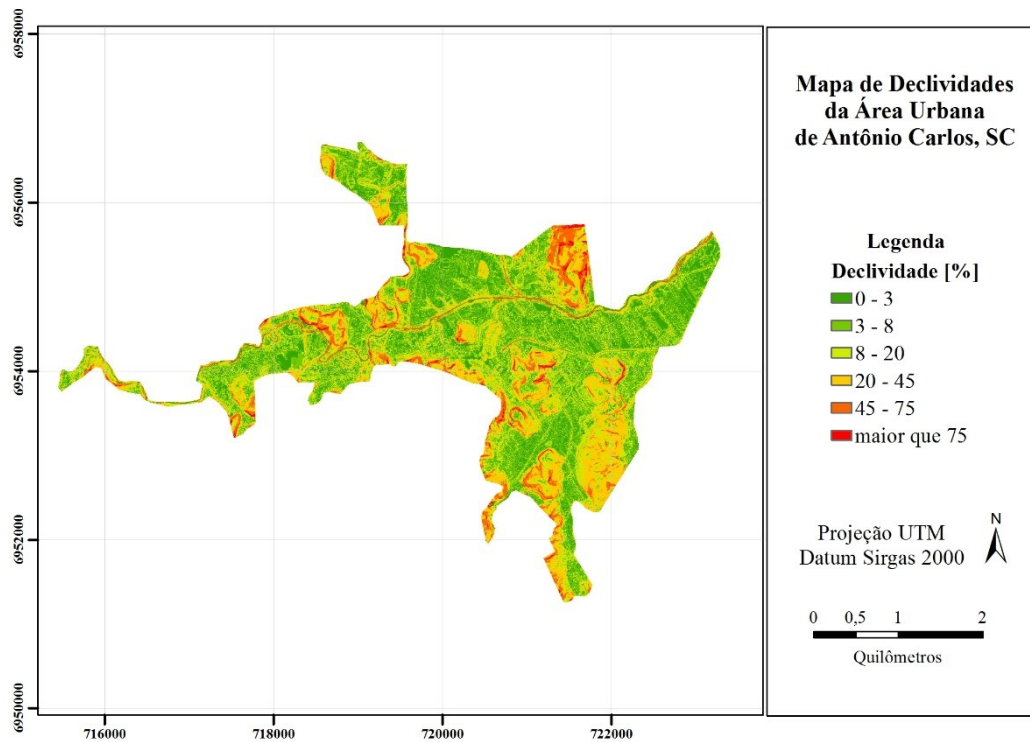 Mapa de Declividades
da Área Urbana
de Antônio Carlos, SC
Legenda
Declividade [%]
0 - 3
3 - 8
8 - 20
20 - 45
45 - 75
maior que 75
Projeção UTM
Datum Sirgas 2000
N
0 0,5 1 2
Quilômetros
6958000
6956000
6954000
6952000
6950000
716000 718000 720000 722000